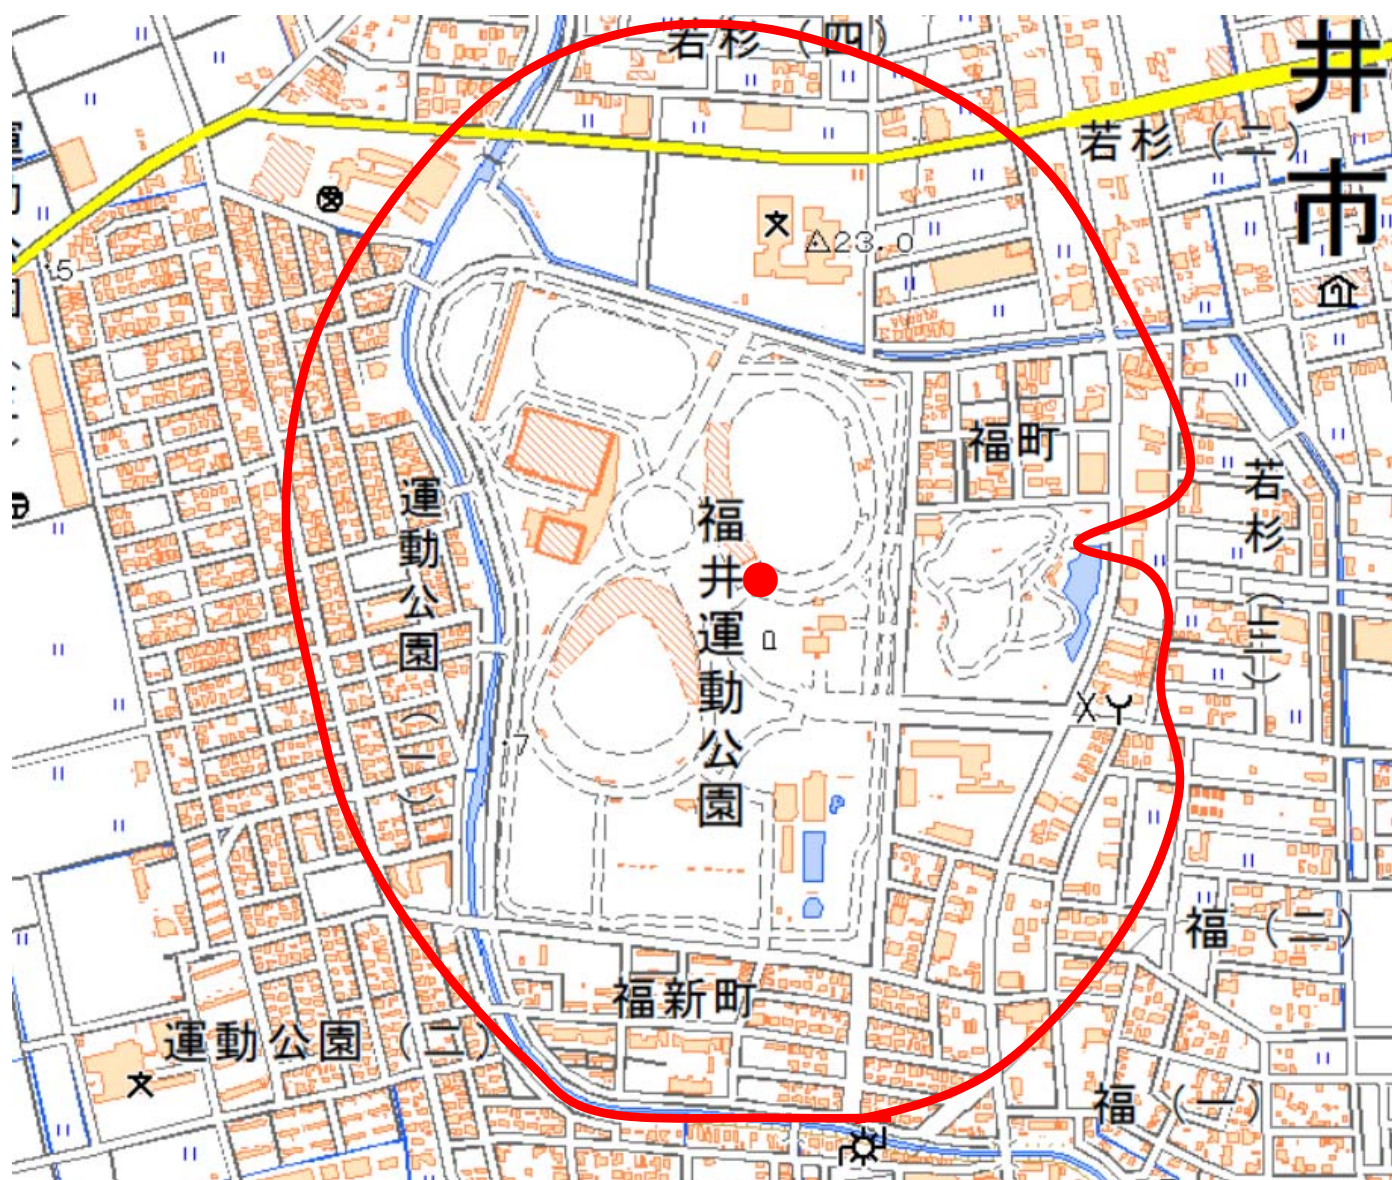 若杉（四）
井市
若杉（二）
23.0
.5
福町
若杉（三）
運動公園（一）
福井運動公園
.7
福（二）
福新町
運動公園（二）
福（一）